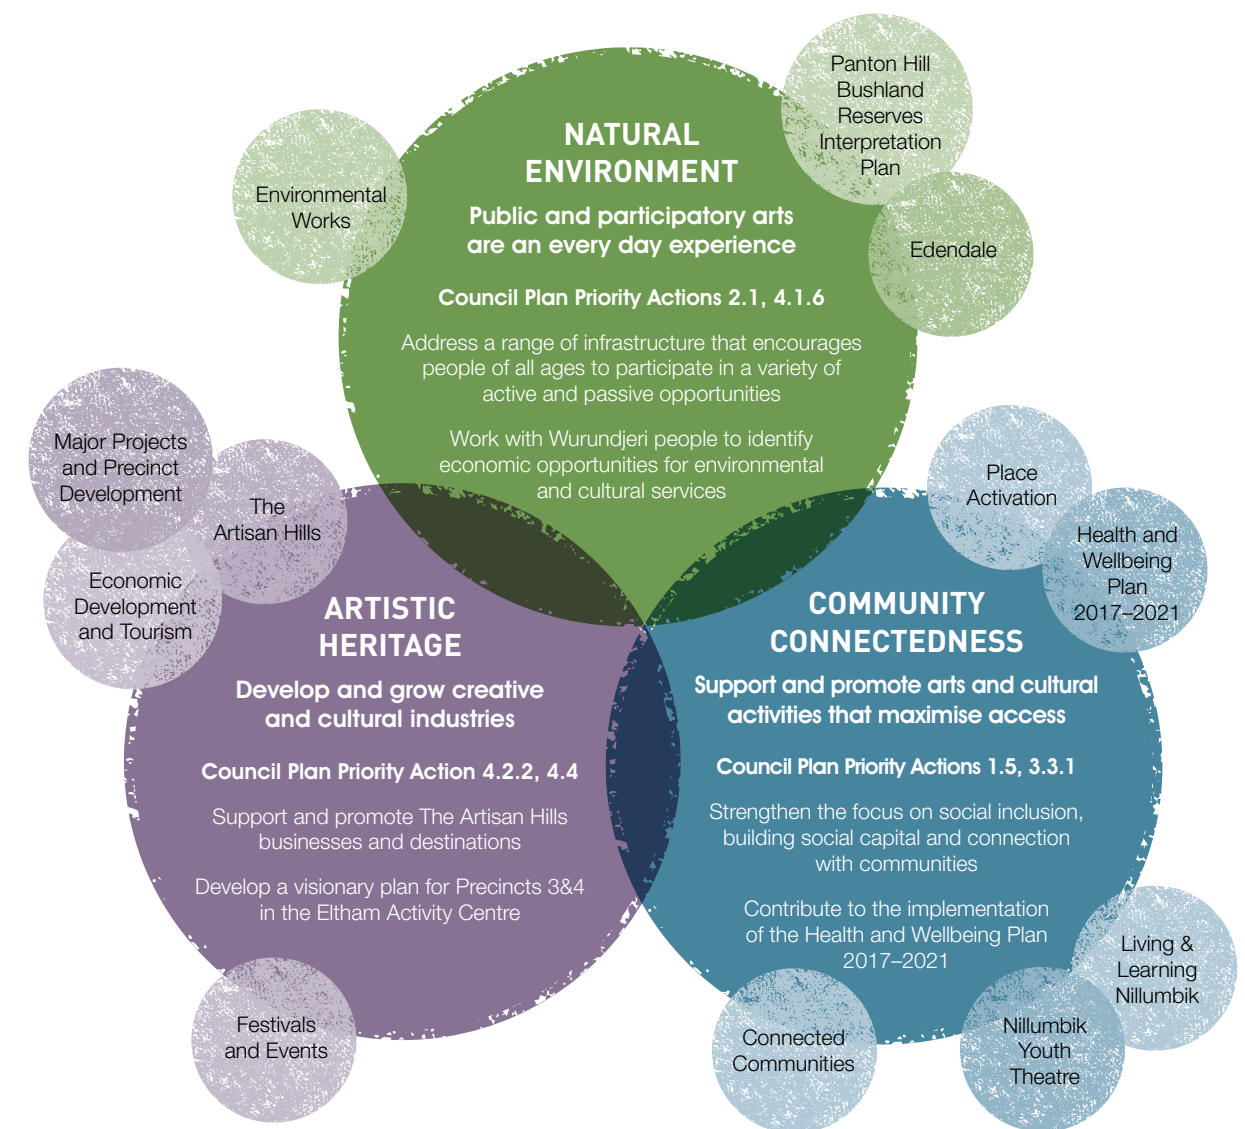 Panton Hill
Bushland
Reserves
Interpretation
Plan
Environmental
Works
Edendale
NATURAL
ENVIRONMENT
Public and participatory arts
are an every day experience
Council Plan Priority Actions 2.1, 4.1.6
Address a range of infrastructure that encourages
people of all ages to participate in a variety of
active and passive opportunities
Work with Wurundjeri people to identify
economic opportunities for environmental
and cultural services
Major Projects
and Precinct
Development
The
Artisan Hills
Economic
Development
and Tourism
ARTISTIC
HERITAGE
Develop and grow creative
and cultural industries
Council Plan Priority Action 4.2.2, 4.4
Support and promote The Artisan Hills
businesses and destinations
Develop a visionary plan for Precincts 3&4
in the Eltham Activity Centre
Festivals
and Events
Place
Activation
Health and
Wellbeing
Plan
2017–2021
COMMUNITY
CONNECTEDNESS
Support and promote arts and cultural
activities that maximise access
Council Plan Priority Actions 1.5, 3.3.1
Strengthen the focus on social inclusion,
building social capital and connection
with communities
Contribute to the implementation
of the Health and Wellbeing Plan
2017–2021
Connected
Communities
Nillumbik
Youth
Theatre
Living &
Learning
Nillumbik